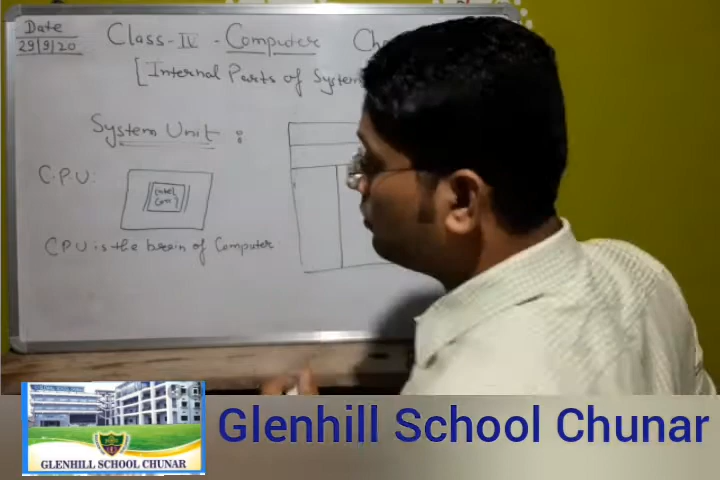 Date
29/9/20
Class-IV - Computer
[Internal Parts of System
System Unit :
C.P.U:
intel
CPU is the brain of Computer
GLENHILL SCHOOL CHUNAR
Glenhill School Chunar